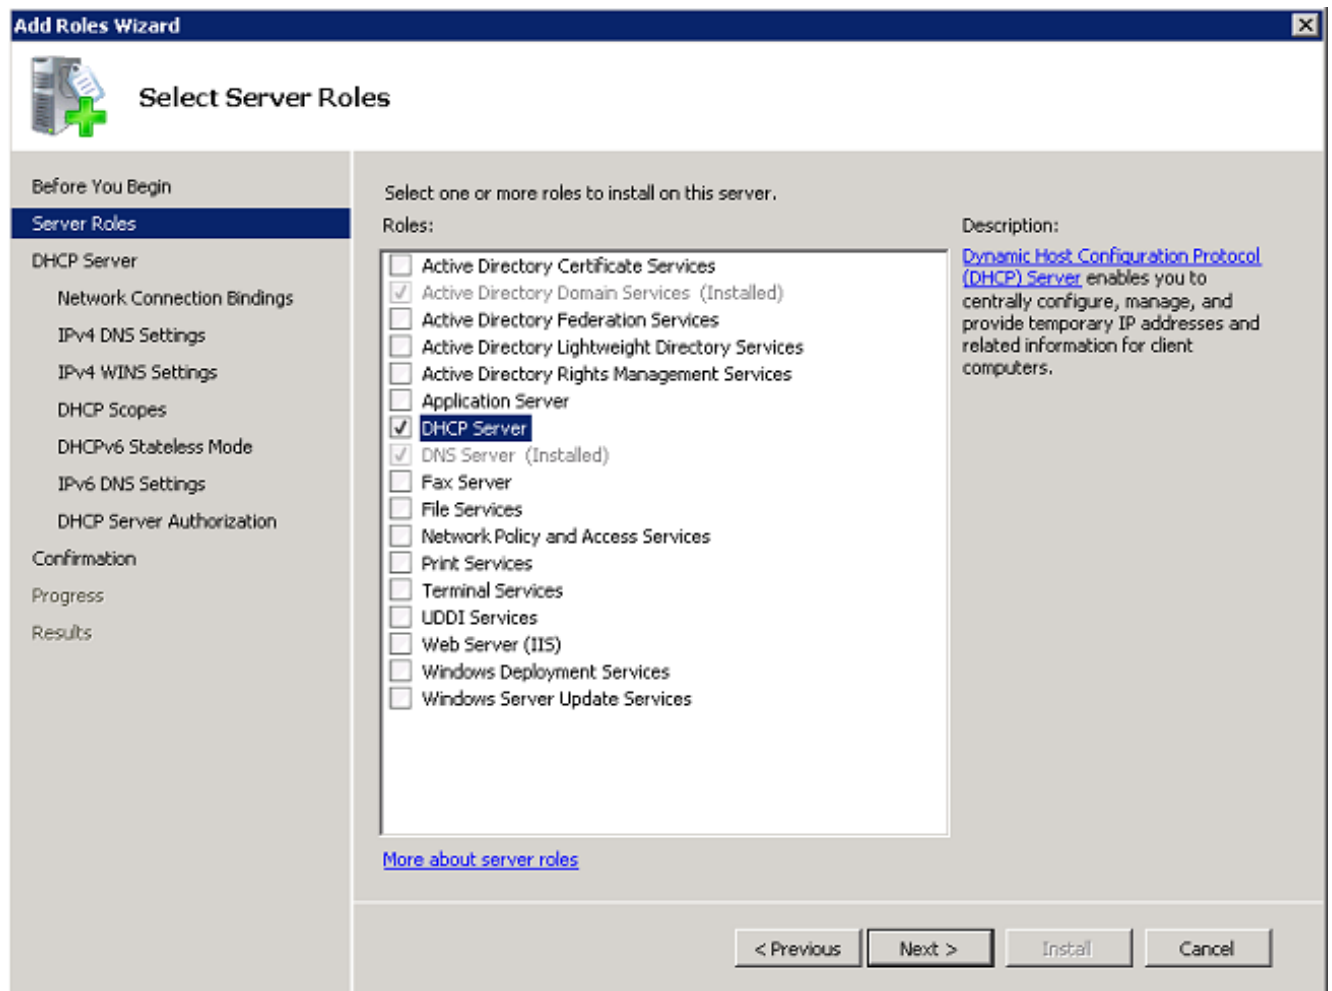 Add Roles Wizard
Select Server Roles
Before You Begin
Server Roles
DHCP Server
Network Connection Bindings
IPv4 DNS Settings
IPv4 WINS Settings
DHCP Scopes
DHCPv6 Stateless Mode
IPv6 DNS Settings
DHCP Server Authorization
Confirmation
Progress
Results
Select one or more roles to install on this server.
Roles:
Active Directory Certificate Services
Active Directory Domain Services (Installed)
Active Directory Federation Services
Active Directory Lightweight Directory Services
Active Directory Rights Management Services
Application Server
DHCP Server
DNS Server (Installed)
Fax Server
File Services
Network Policy and Access Services
Print Services
Terminal Services
UDDI Services
Web Server (IIS)
Windows Deployment Services
Windows Server Update Services
More about server roles
Description:
Dynamic Host Configuration Protocol
(DHCP) Server enables you to
centrally configure, manage, and
provide temporary IP addresses and
related information for client
computers.
< Previous
Next >
Install
Cancel